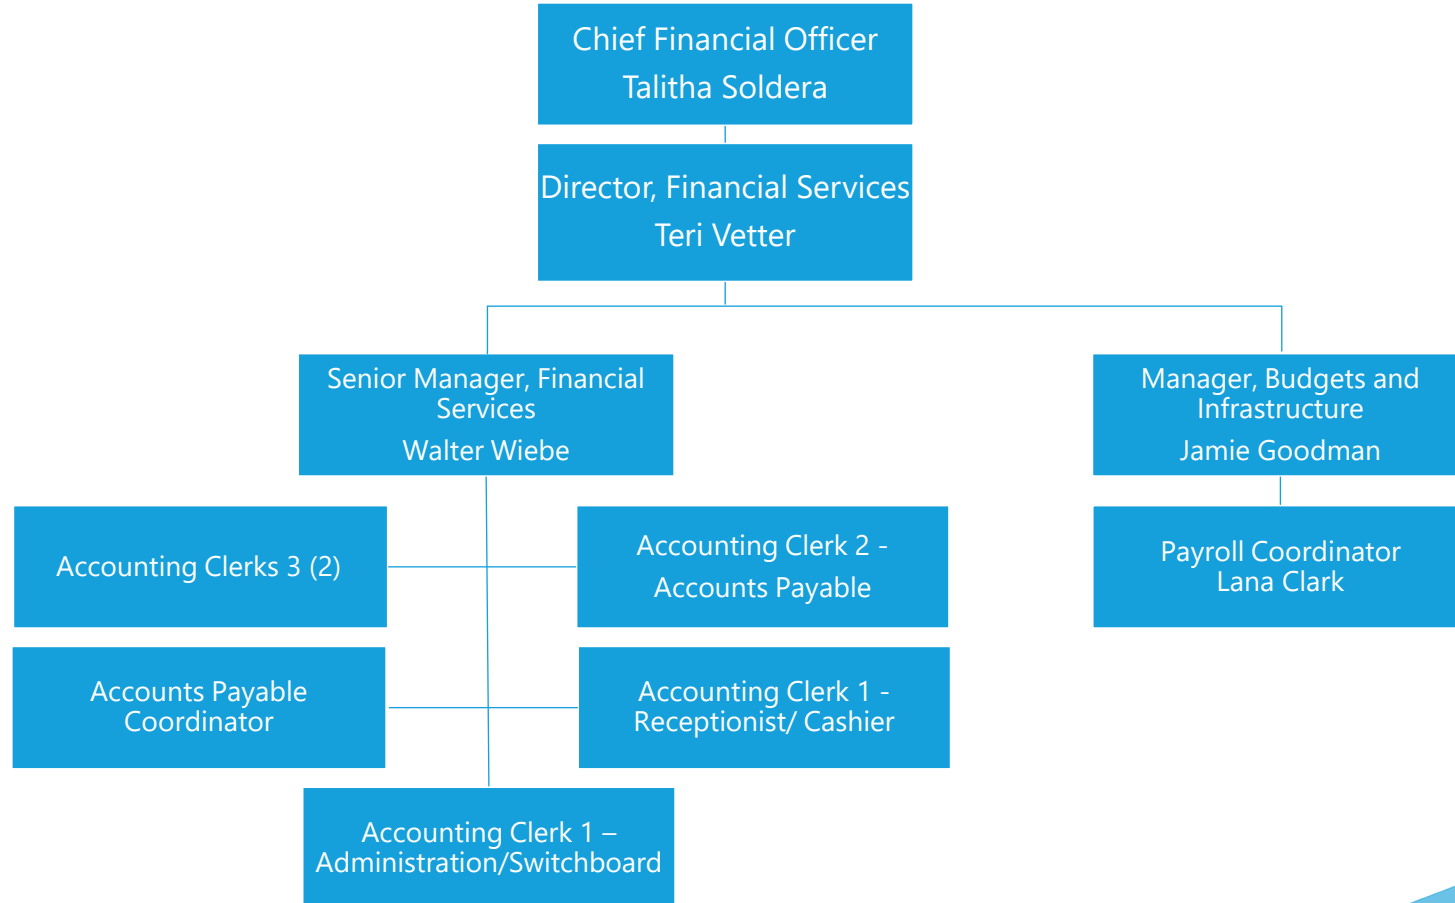 Chief Financial Officer
Talitha Soldera
Director, Financial Services
Teri Vetter
Senior Manager, Financial
Services
Walter Wiebe
Manager, Budgets and
Infrastructure
Jamie Goodman
Accounting Clerks 3 (2)
Accounting Clerk 2 -
Accounts Payable
Payroll Coordinator
Lana Clark
Accounts Payable
Coordinator
Accounting Clerk 1 -
Receptionist/ Cashier
Accounting Clerk 1 –
Administration/Switchboard